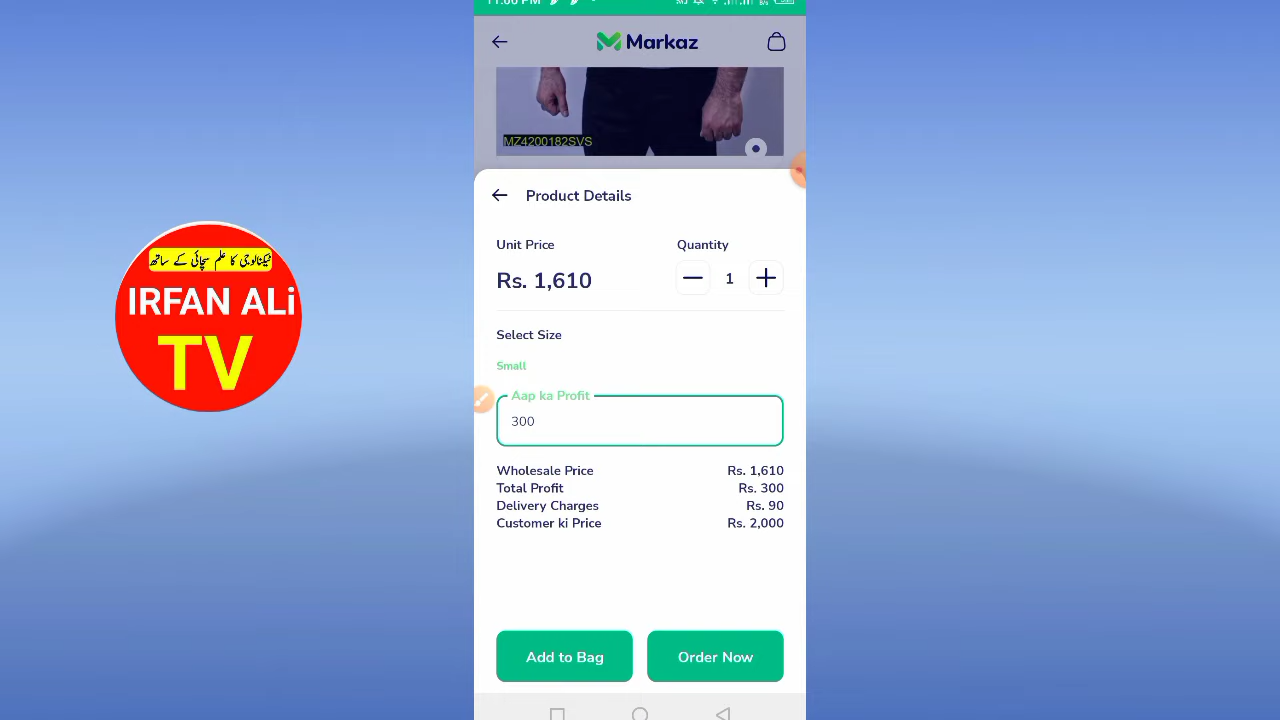 Markaz
MZ4200182SVS
Product Details
Unit Price
Quantity
Rs. 1,610
1
Select Size
Small
Aap ka Profit
300
Wholesale Price Rs. 1,610
Total Profit Rs. 300
Delivery Charges Rs. 90
Customer ki Price Rs. 2,000
Add to Bag
Order Now
ٹیکنالوجی کا علم سچائی کے ساتھ
IRFAN ALi
TV